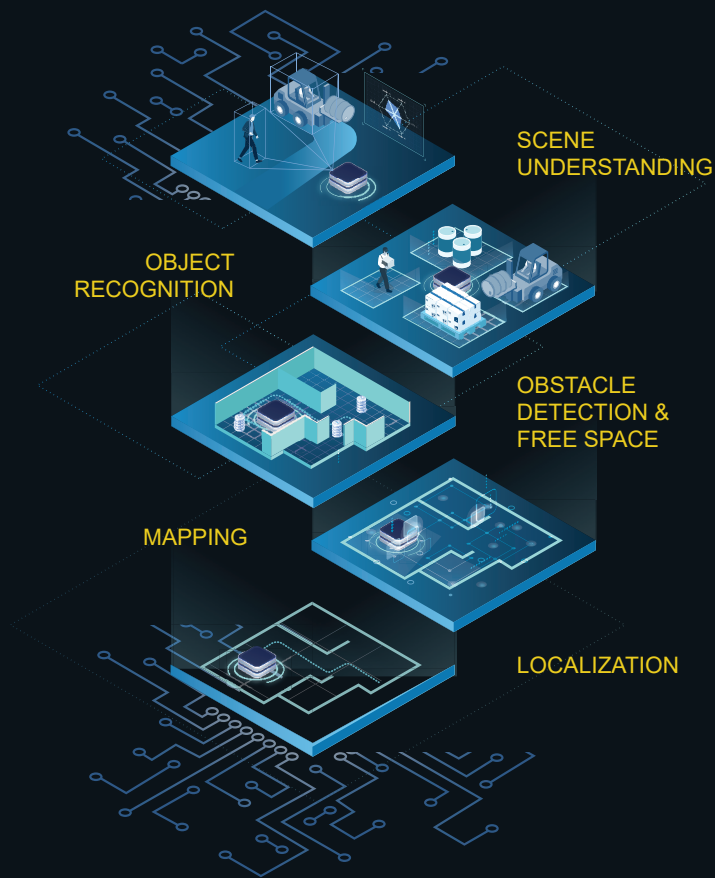 SCENE
UNDERSTANDING
OBJECT
RECOGNITION
OBSTACLE
DETECTION &
FREE SPACE
MAPPING
LOCALIZATION